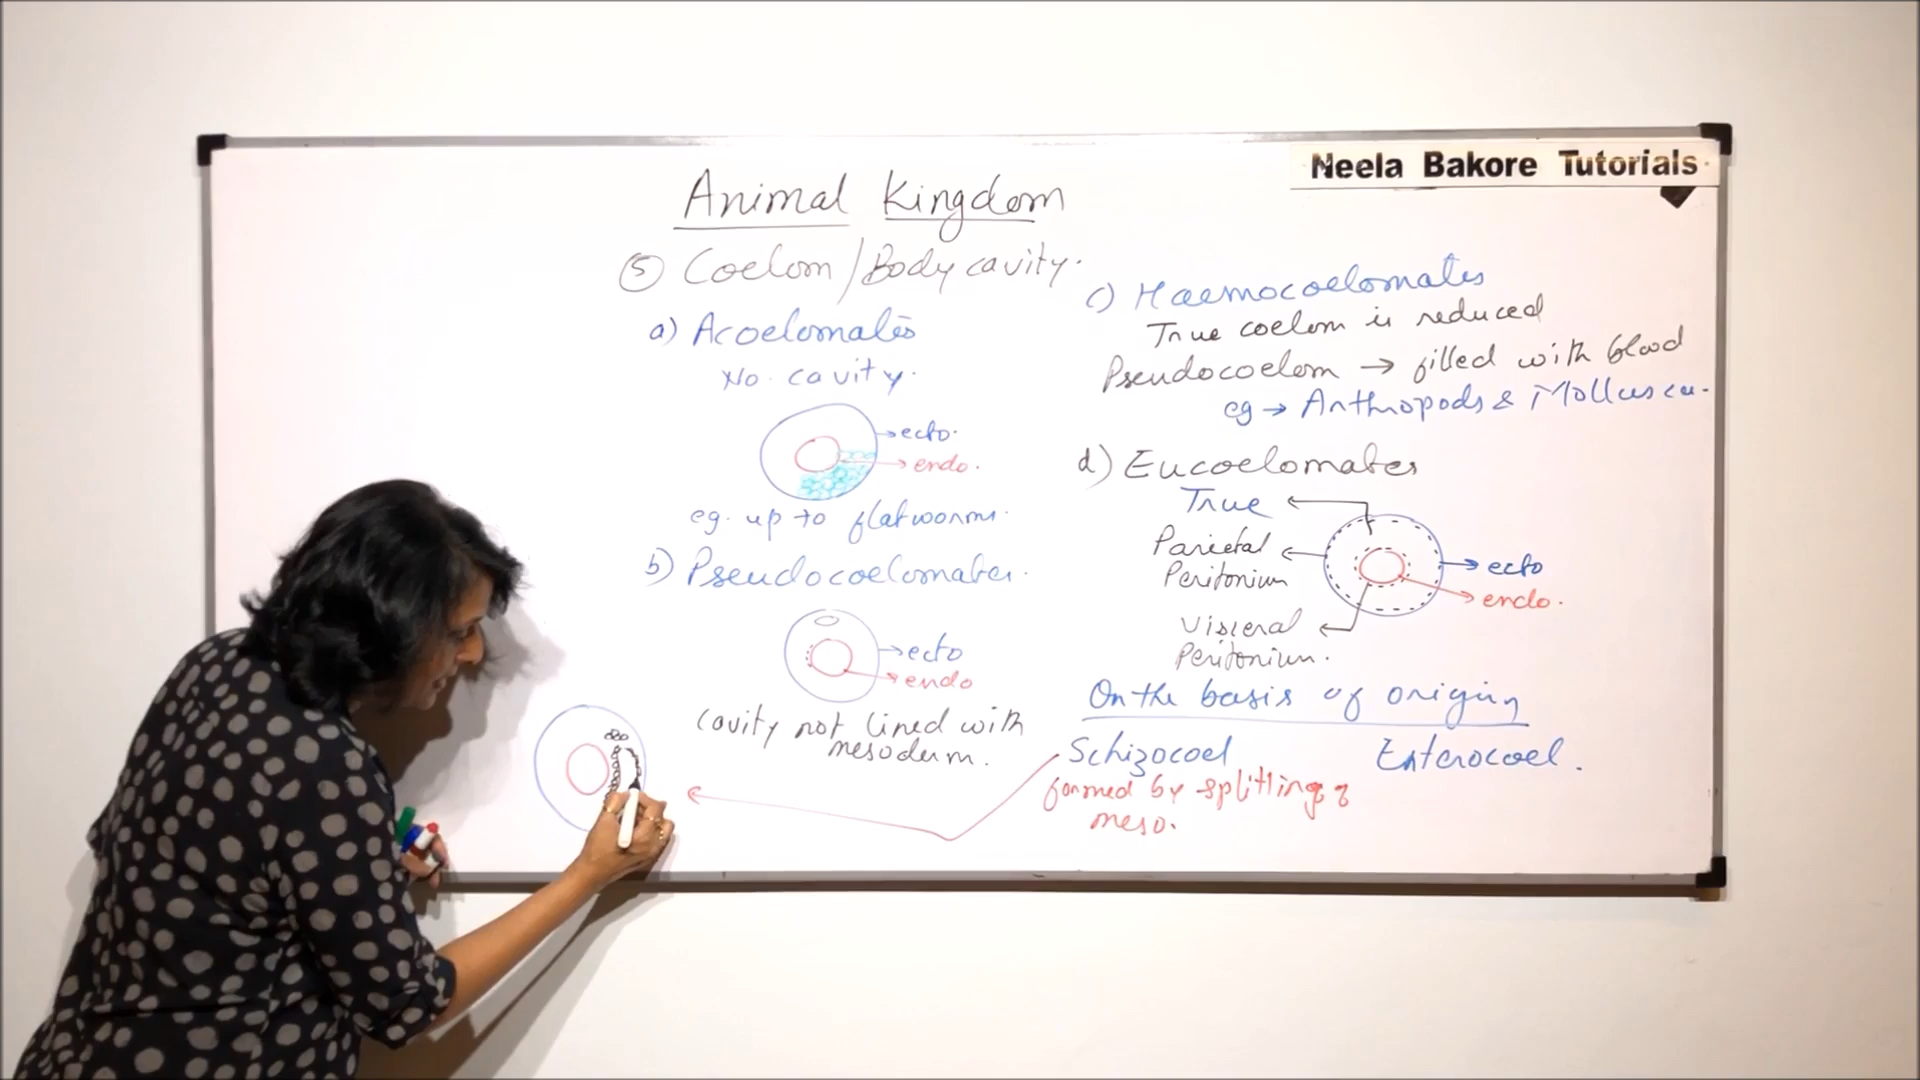 Neela Bakore Tutorials
Animal Kingdom
⑤ Coelom / Body cavity.
a) Acoelomates
No. cavity.
ecto.
endo.
eg. up to flatworms.
b) Pseudocoelomates.
ecto
endo
cavity not lined with
mesoderm.
c) Haemocoelomates
True coelom is reduced
Pseudocoelom → filled with blood
eg → Arthropods & Mollusca.
d) Eucoelomates
True
Parietal
Peritonium
ecto
endo.
Visceral
Peritonium.
On the basis of origin
Schizocoel
Enterocoel.
formed by splitting of
meso.